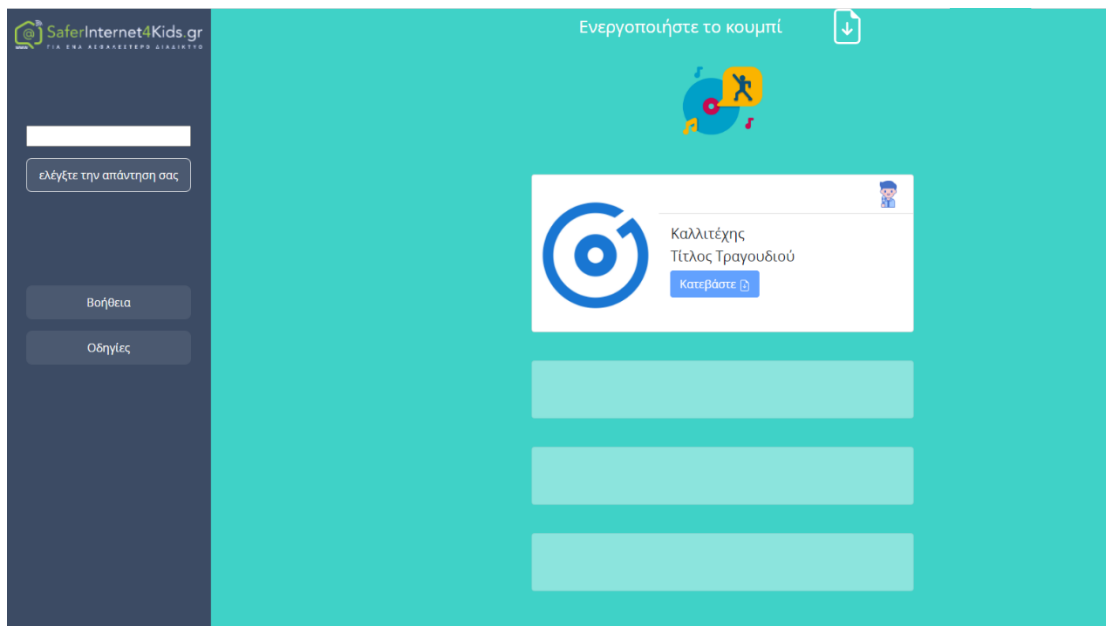 SaferInternet4Kids.gr
ΓΙΑ ΕΝΑ ΑΣΦΑΛΕΣΤΕΡΟ ΔΙΑΔΙΚΤΥΟ
ελέγξτε την απάντηση σας
Βοήθεια
Οδηγίες
Ενεργοποιήστε το κουμπί
Καλλιτέχης
Τίτλος Τραγουδιού
Κατεβάστε